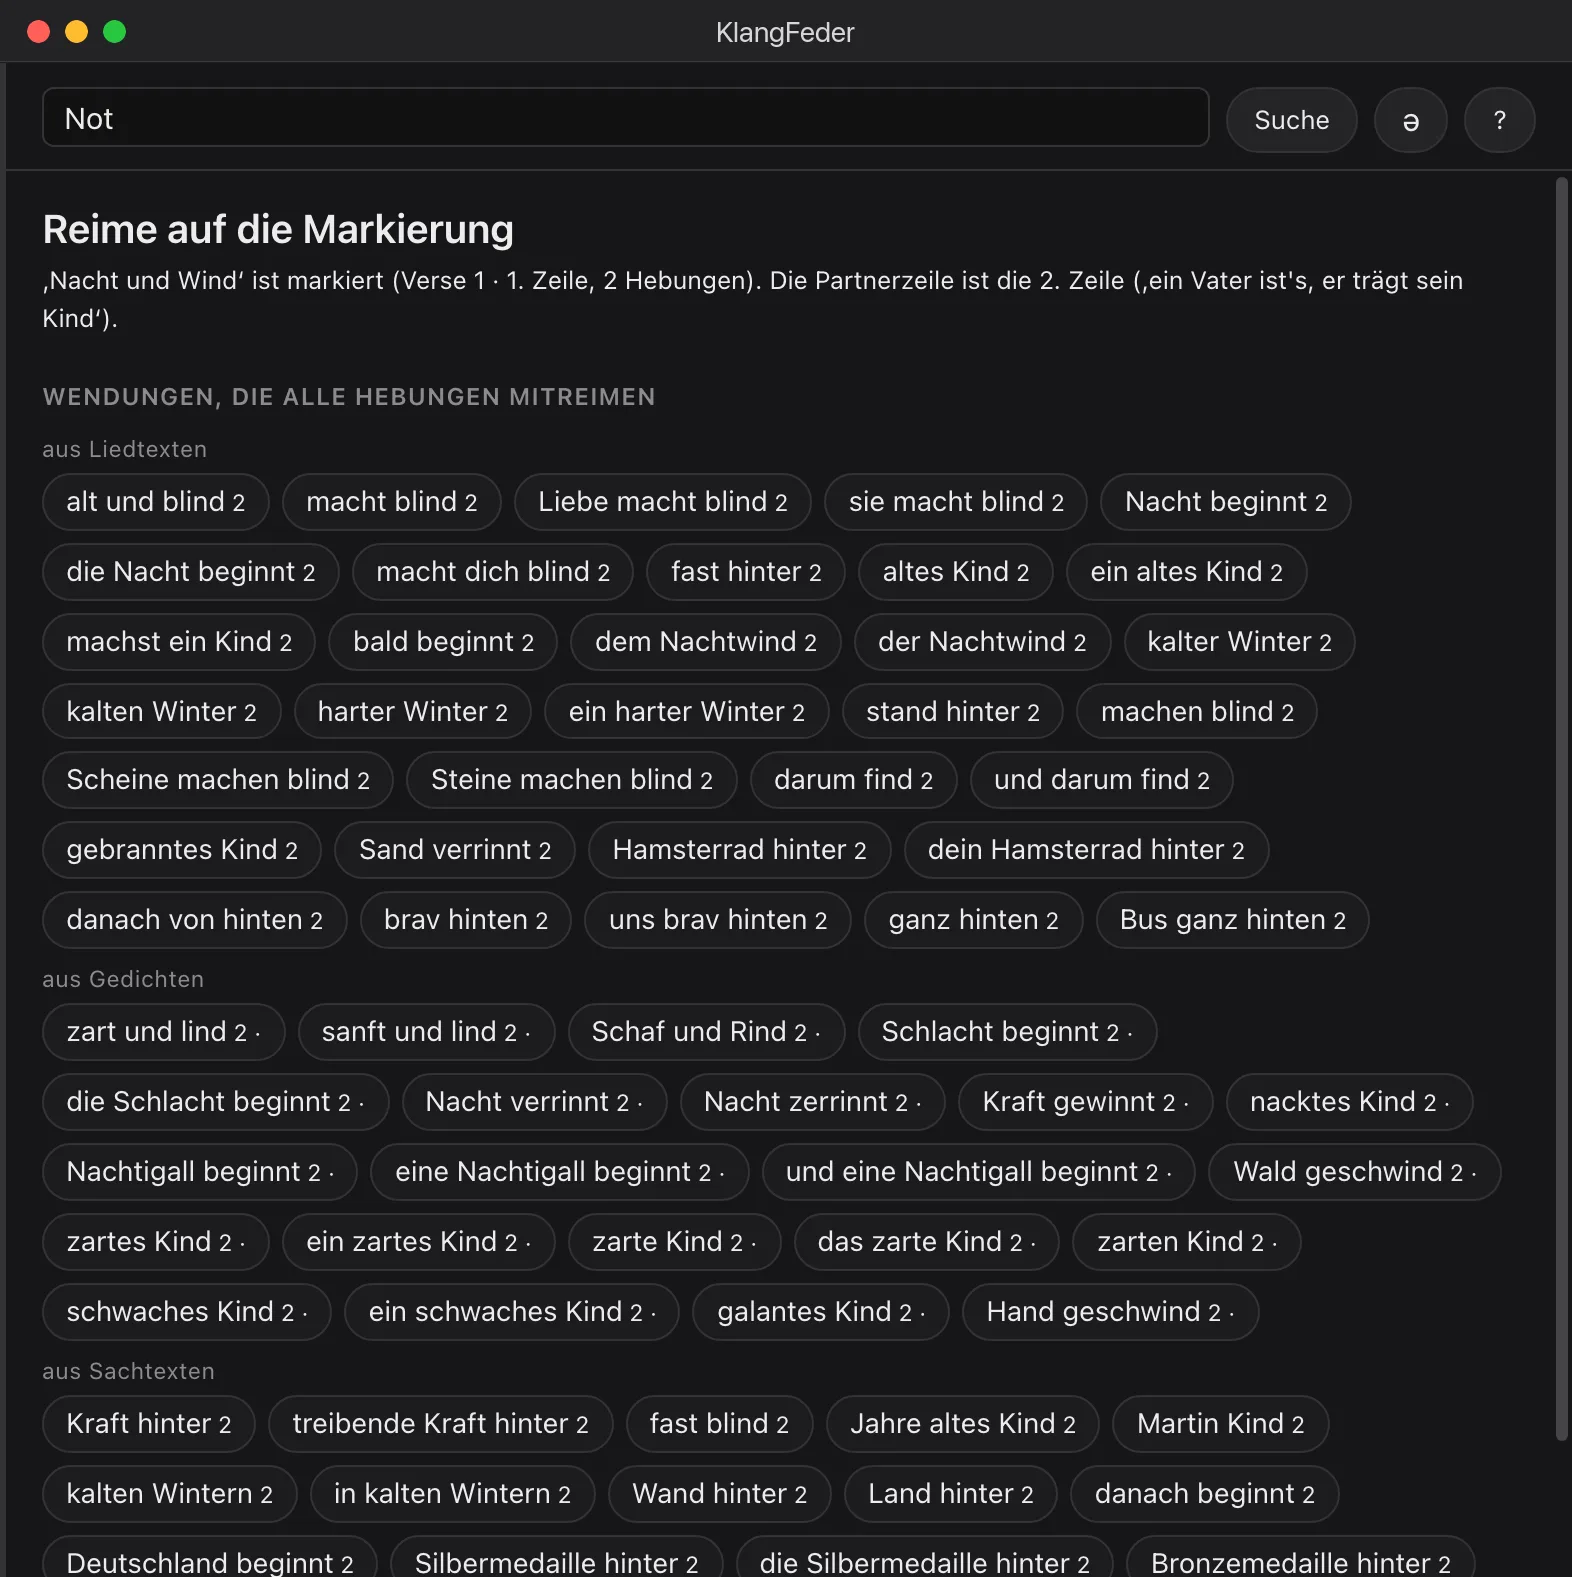 KlangFeder
Not Suche ə ?
Reime auf die Markierung
‚Nacht und Wind‘ ist markiert (Verse 1 · 1. Zeile, 2 Hebungen). Die Partnerzeile ist die 2. Zeile (‚ein Vater ist's, er trägt sein
Kind‘).
WENDUNGEN, DIE ALLE HEBUNGEN MITREIMEN
aus Liedtexten
alt und blind 2 macht blind 2 Liebe macht blind 2 sie macht blind 2 Nacht beginnt 2
die Nacht beginnt 2 macht dich blind 2 fast hinter 2 altes Kind 2 ein altes Kind 2
machst ein Kind 2 bald beginnt 2 dem Nachtwind 2 der Nachtwind 2 kalter Winter 2
kalten Winter 2 harter Winter 2 ein harter Winter 2 stand hinter 2 machen blind 2
Scheine machen blind 2 Steine machen blind 2 darum find 2 und darum find 2
gebranntes Kind 2 Sand verrinnt 2 Hamsterrad hinter 2 dein Hamsterrad hinter 2
danach von hinten 2 brav hinten 2 uns brav hinten 2 ganz hinten 2 Bus ganz hinten 2
aus Gedichten
zart und lind 2 · sanft und lind 2 · Schaf und Rind 2 · Schlacht beginnt 2 ·
die Schlacht beginnt 2 · Nacht verrinnt 2 · Nacht zerrinnt 2 · Kraft gewinnt 2 · nacktes Kind 2 ·
Nachtigall beginnt 2 · eine Nachtigall beginnt 2 · und eine Nachtigall beginnt 2 · Wald geschwind 2 ·
zartes Kind 2 · ein zartes Kind 2 · zarte Kind 2 · das zarte Kind 2 · zarten Kind 2 ·
schwaches Kind 2 · ein schwaches Kind 2 · galantes Kind 2 · Hand geschwind 2 ·
aus Sachtexten
Kraft hinter 2 treibende Kraft hinter 2 fast blind 2 Jahre altes Kind 2 Martin Kind 2
kalten Wintern 2 in kalten Wintern 2 Wand hinter 2 Land hinter 2 danach beginnt 2
Deutschland beginnt 2 Silbermedaille hinter 2 die Silbermedaille hinter 2 Bronzemedaille hinter 2